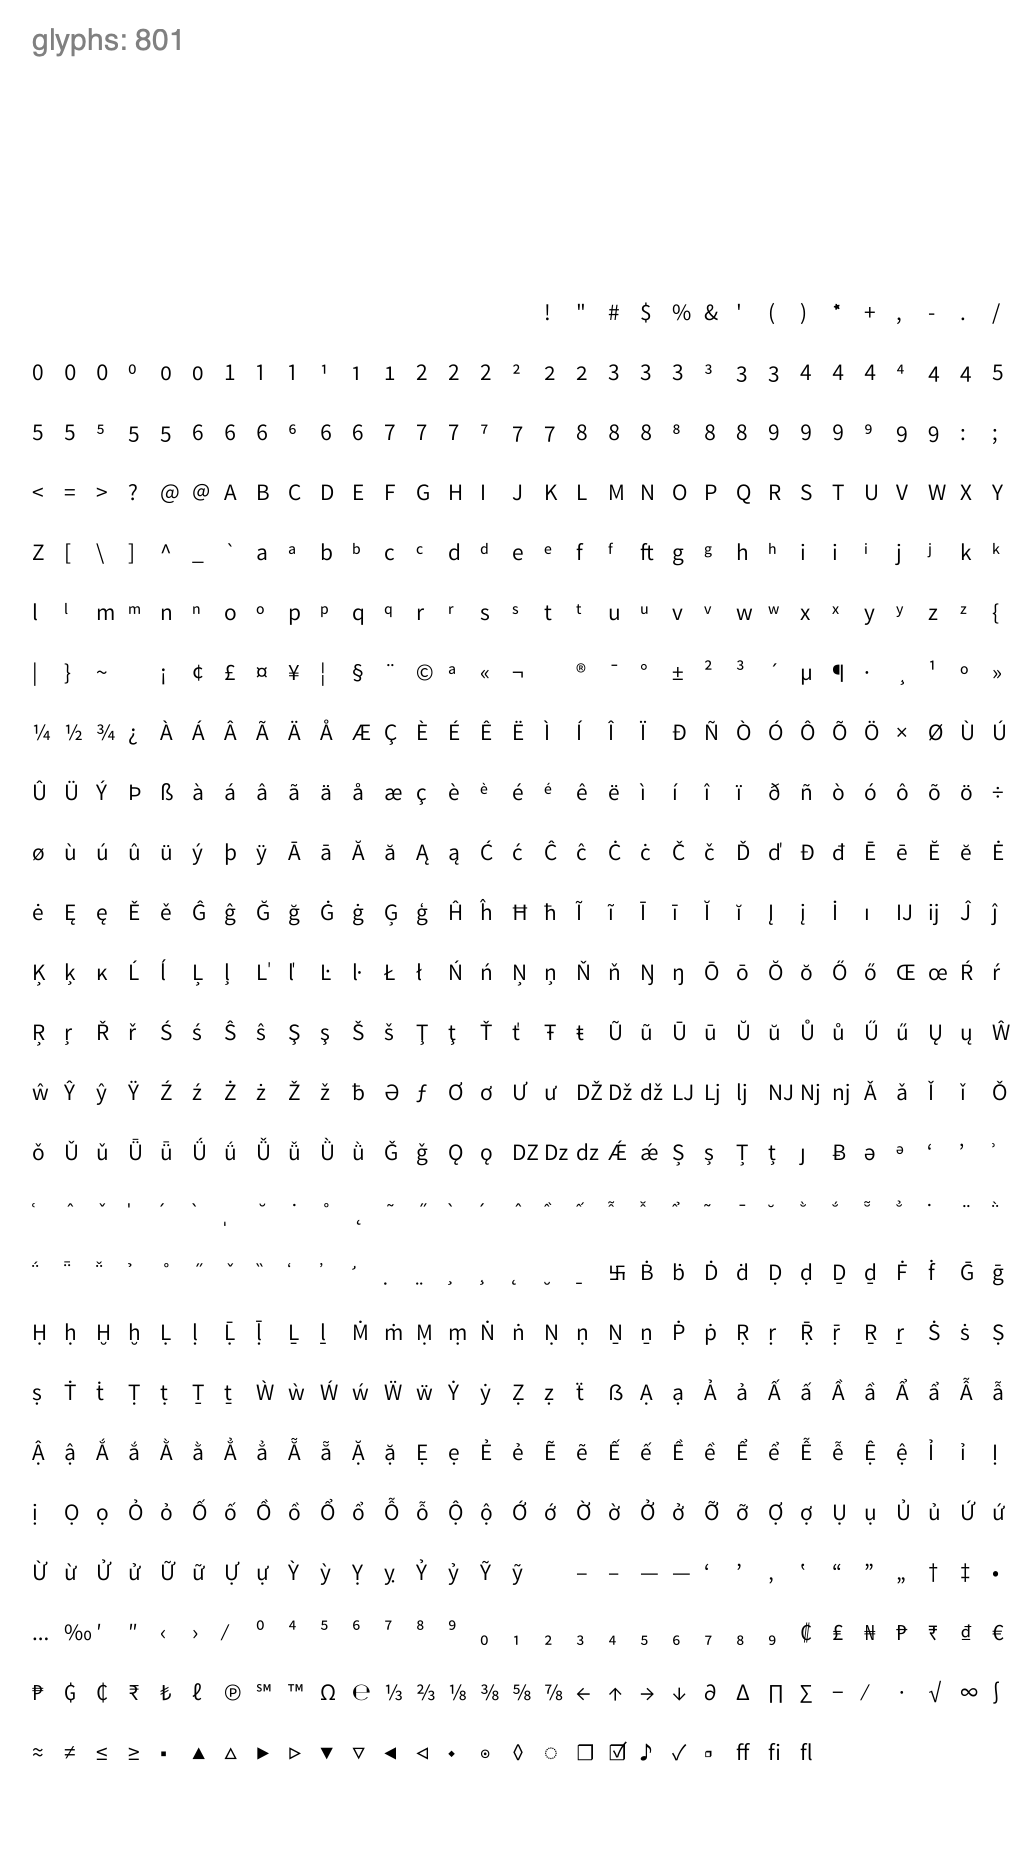 glyphs: 801
! " # $ % & ' ( ) * + , - . /
0 0 0 ⁰ 0 0 1 1 1 ¹ 1 1 2 2 2 ² 2 2 3 3 3 ³ 3 3 4 4 4 ⁴ 4 4 5
5 5 ⁵ 5 5 6 6 6 ⁶ 6 6 7 7 7 ⁷ 7 7 8 8 8 ⁸ 8 8 9 9 9 ⁹ 9 9 : ;
< = > ? @ @ A B C D E F G H I J K L M N O P Q R S T U V W X Y
Z [ \ ] ^ _ ` a ᵃ b ᵇ c ᶜ d ᵈ e ᵉ f ᶠ ft g ᵍ h ʰ i i ⁱ j ʲ k ᵏ
l ˡ m ᵐ n ⁿ o ᵒ p ᵖ q q r ʳ s ˢ t ᵗ u ᵘ v ᵛ w ʷ x ˣ y ʸ z ᶻ {
| } ~ ¡ ¢ £ ¤ ¥ ¦ § ¨ © ª « ¬ ® ¯ ° ± ² ³ ´ µ ¶ · ¸ ¹ º »
¼ ½ ¾ ¿ À Á Â Ã Ä Å Æ Ç È É Ê Ë Ì Í Î Ï Ð Ñ Ò Ó Ô Õ Ö × Ø Ù Ú
Û Ü Ý Þ ß à á â ã ä å æ ç è è é é ê ë ì í î ï ð ñ ò ó ô õ ö ÷
ø ù ú û ü ý þ ÿ Ā ā Ă ă Ą ą Ć ć Ĉ ĉ Ċ ċ Č č Ď ď Đ đ Ē ē Ĕ ĕ Ė
ė Ę ę Ě ě Ĝ ĝ Ğ ğ Ġ ġ Ģ ģ Ĥ ĥ Ħ ħ Ĩ ĩ Ī ī Ĭ ĭ Į į İ ı IJ ij Ĵ ĵ
Ķ ķ ĸ Ĺ ĺ Ļ ļ Ľ ľ Ŀ ŀ Ł ł Ń ń Ņ ņ Ň ň Ŋ ŋ Ō ō Ŏ ŏ Ő ő Œ œ Ŕ ŕ
Ŗ ŗ Ř ř Ś ś Ŝ ŝ Ş ş Š š Ţ ţ Ť ť Ŧ ŧ Ũ ũ Ū ū Ŭ ŭ Ů ů Ű ű Ų ų Ŵ
ŵ Ŷ ŷ Ÿ Ź ź Ż ż Ž ž ƀ Ə ƒ Ơ ơ Ư ư DŽ Dž dž LJ Lj lj NJ Nj nj Ǎ ǎ Ǐ ǐ Ǒ
ǒ Ǔ ǔ Ǖ ǖ Ǘ ǘ Ǚ ǚ Ǜ ǜ Ǧ ǧ Ǫ ǫ DZ Dz dz Ǽ ǽ Ș ș Ț ț ȷ Ƀ ə ᵊ ʻ ʼ ʾ
ʿ ˆ ˇ ˈ ˊ ˋ ˌ ˘ ˙ ˚ ˛ ˜ ˝
卐 Ḃ ḃ Ḋ ḋ Ḍ ḍ Ḏ ḏ Ḟ ḟ Ḡ ḡ
Ḥ ḥ Ḫ ḫ Ḷ ḷ Ḹ ḹ Ḻ ḻ Ṁ ṁ Ṃ ṃ Ṅ ṅ Ṇ ṇ Ṉ ṉ Ṗ ṗ Ṛ ṛ Ṝ ṝ Ṟ ṟ Ṡ ṡ Ṣ
ṣ Ṫ ṫ Ṭ ṭ Ṯ ṯ Ẁ ẁ Ẃ ẃ Ẅ ẅ Ẏ ẏ Ẓ ẓ ẗ ẞ Ạ ạ Ả ả Ấ ấ Ầ ầ Ẩ ẩ Ẫ ẫ
Ậ ậ Ắ ắ Ằ ằ Ẳ ẳ Ẵ ẵ Ặ ặ Ẹ ẹ Ẻ ẻ Ẽ ẽ Ế ế Ề ề Ể ể Ễ ễ Ệ ệ Ỉ ỉ Ị
ị Ọ ọ Ỏ ỏ Ố ố Ồ ồ Ổ ổ Ỗ ỗ Ộ ộ Ớ ớ Ờ ờ Ở ở Ỡ ỡ Ợ ợ Ụ ụ Ủ ủ Ứ ứ
Ừ ừ Ử ử Ữ ữ Ự ự Ỳ ỳ Ỵ ỵ Ỷ ỷ Ỹ ỹ ‒ – — ― ‘ ’ ‚ ‛ “ ” „ † ‡ •
… ‰ ′ ″ ‹ › ⁄ ⁰ ⁴ ⁵ ⁶ ⁷ ⁸ ⁹ ₀ ₁ ₂ ₃ ₄ ₅ ₆ ₇ ₈ ₉ ₡ ₤ ₦ ₱ ₹ ₫ €
₱ ₲ ₵ ₹ ₺ ℓ ℗ ℠ ™ Ω ℮ ⅓ ⅔ ⅛ ⅜ ⅝ ⅞ ← ↑ → ↓ ∂ ∆ ∏ ∑ − ∕ ∙ √ ∞ ∫
≈ ≠ ≤ ≥ ▪ ▲ △ ▶ ▷ ▼ ▽ ◀ ◁ ◆ ◉ ◊ ◌ ❒ ☑ ♪ ✓ ff fi fl